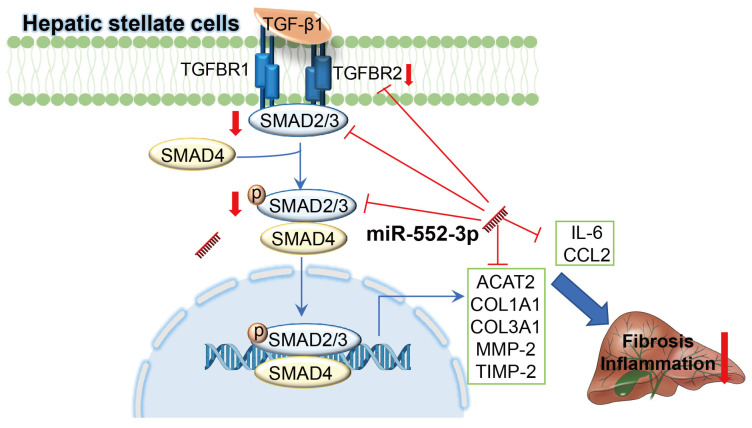 Hepatic stellate cells
TGF-β1
TGFBR1
TGFBR2
SMAD2/3
SMAD4
p
SMAD2/3
SMAD4
miR-552-3p
IL-6
CCL2
ACAT2
COL1A1
COL3A1
MMP-2
TIMP-2
p
SMAD2/3
SMAD4
Fibrosis
Inflammation